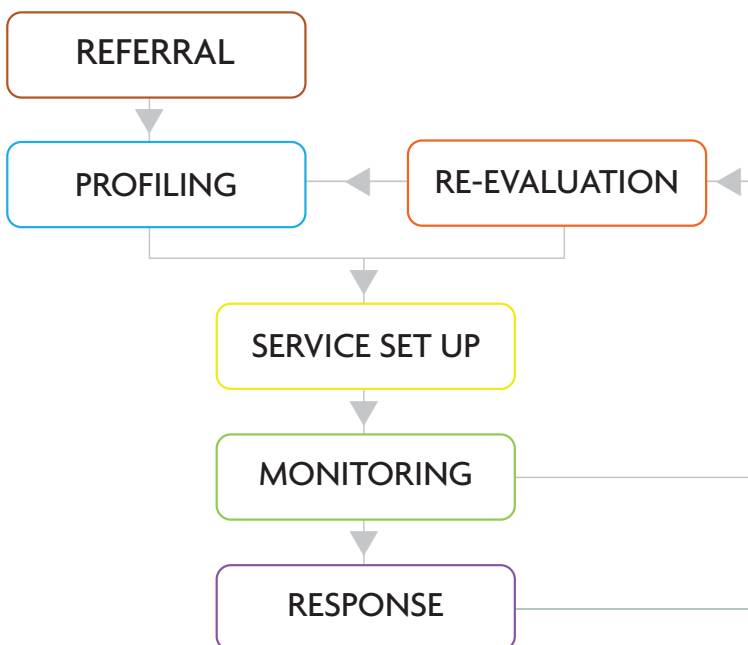 REFERRAL
PROFILING
RE-EVALUATION
SERVICE SET UP
MONITORING
RESPONSE